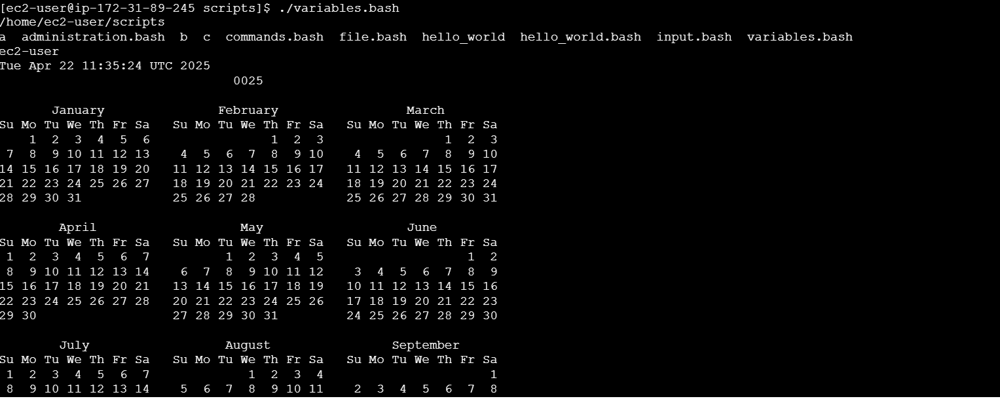 [ec2-user@ip-172-31-89-245 scripts]$ ./variables.bash
/home/ec2-user/scripts
a  administration.bash  b  c  commands.bash  file.bash  hello_world  hello_world.bash  input.bash  variables.bash
ec2-user
Tue Apr 22 11:35:24 UTC 2025
                               0025

       January               February                 March
Su Mo Tu We Th Fr Sa   Su Mo Tu We Th Fr Sa   Su Mo Tu We Th Fr Sa
    1  2  3  4  5  6                1  2  3                1  2  3
 7  8  9 10 11 12 13    4  5  6  7  8  9 10    4  5  6  7  8  9 10
14 15 16 17 18 19 20   11 12 13 14 15 16 17   11 12 13 14 15 16 17
21 22 23 24 25 26 27   18 19 20 21 22 23 24   18 19 20 21 22 23 24
28 29 30 31            25 26 27 28            25 26 27 28 29 30 31

        April                   May                   June
Su Mo Tu We Th Fr Sa   Su Mo Tu We Th Fr Sa   Su Mo Tu We Th Fr Sa
 1  2  3  4  5  6  7          1  2  3  4  5                   1  2
 8  9 10 11 12 13 14    6  7  8  9 10 11 12    3  4  5  6  7  8  9
15 16 17 18 19 20 21   13 14 15 16 17 18 19   10 11 12 13 14 15 16
22 23 24 25 26 27 28   20 21 22 23 24 25 26   17 18 19 20 21 22 23
29 30                  27 28 29 30 31         24 25 26 27 28 29 30

        July                  August                September
Su Mo Tu We Th Fr Sa   Su Mo Tu We Th Fr Sa   Su Mo Tu We Th Fr Sa
 1  2  3  4  5  6  7             1  2  3  4                      1
 8  9 10 11 12 13 14    5  6  7  8  9 10 11    2  3  4  5  6  7  8